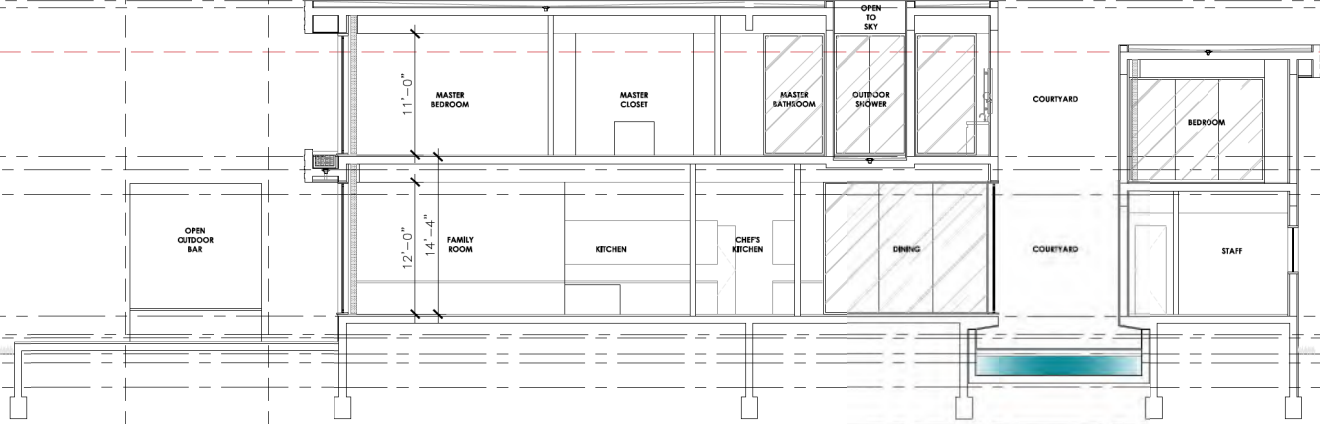 OPEN
TO
SKY
11'-0"
MASTER
BEDROOM
MASTER
CLOSET
MASTER
BATHROOM
OUTDOOR
SHOWER
COURTYARD
BEDROOM
OPEN
OUTDOOR
BAR
12'-0"
14'-4"
FAMILY
ROOM
KITCHEN
CHEF'S
KITCHEN
DINING
COURTYARD
STAFF